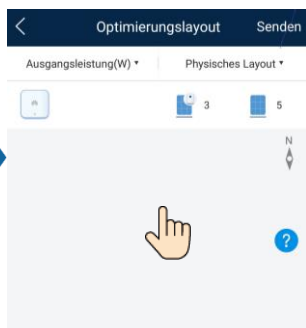 Optimierungslayout Senden
Ausgangsleistung(W) Physisches Layout
3 5
N
?